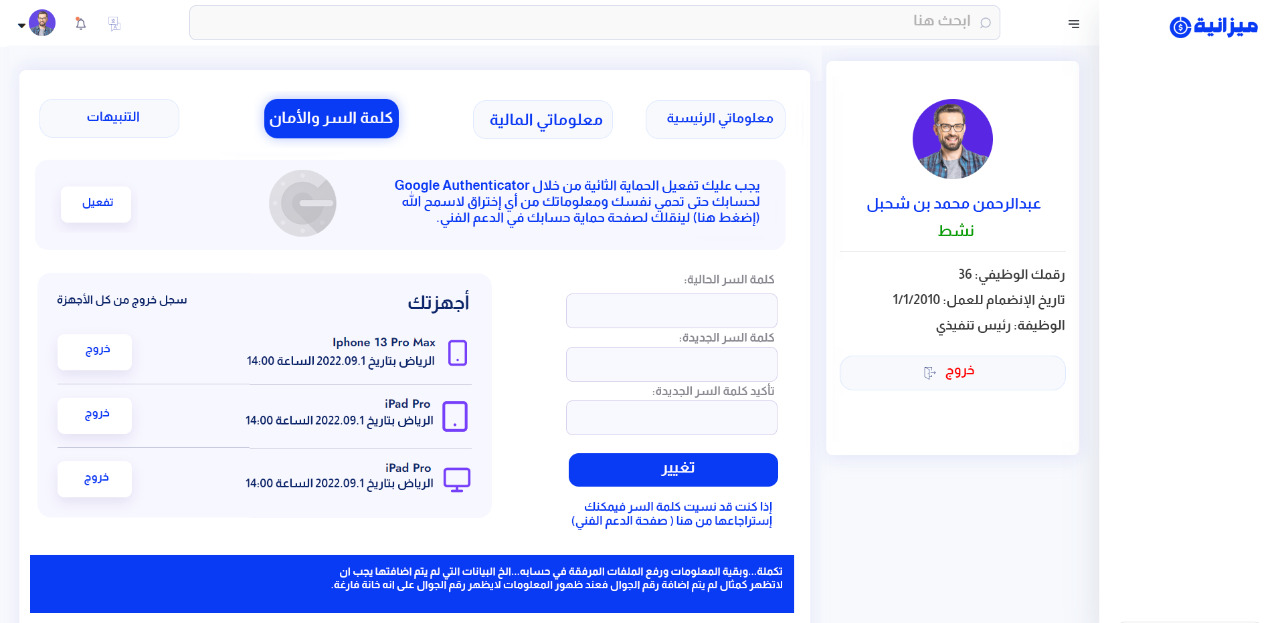 ميزانية
ابحث هنا
عبدالرحمن محمد بن شحبل
نشط
رقمك الوظيفي: 36
تاريخ الإنضمام للعمل: 1/1/2010
الوظيفة: رئيس تنفيذي
خروج
معلوماتي الرئيسية
معلوماتي المالية
كلمة السر والأمان
التنبيهات
يجب عليك تفعيل الحماية الثانية من خلال Google Authenticator
لحسابك حتى تحمي نفسك ومعلوماتك من أي إختراق لاسمح الله
(إضغط هنا) لينقلك لصفحة حماية حسابك في الدعم الفني.
تفعيل
كلمة السر الحالية:
كلمة السر الجديدة:
تأكيد كلمة السر الجديدة:
تغيير
إذا كنت قد نسيت كلمة السر فيمكنك
إستراجاعها من هنا ( صفحة الدعم الفني)
أجهزتك
سجل خروج من كل الأجهزة
Iphone 13 Pro Max
الرياض بتاريخ 2022.09.1 الساعة 14:00
خروج
iPad Pro
الرياض بتاريخ 2022.09.1 الساعة 14:00
خروج
iPad Pro
الرياض بتاريخ 2022.09.1 الساعة 14:00
خروج
تكملة...وبقية المعلومات ورفع الملفات المرفقة في حسابه...الخ البيانات التي لم يتم اضافتها يجب ان
لاتظهر كمثال لم يتم اضافة رقم الجوال فعند ظهور المعلومات لايظهر رقم الجوال على انه خانة فارغة.